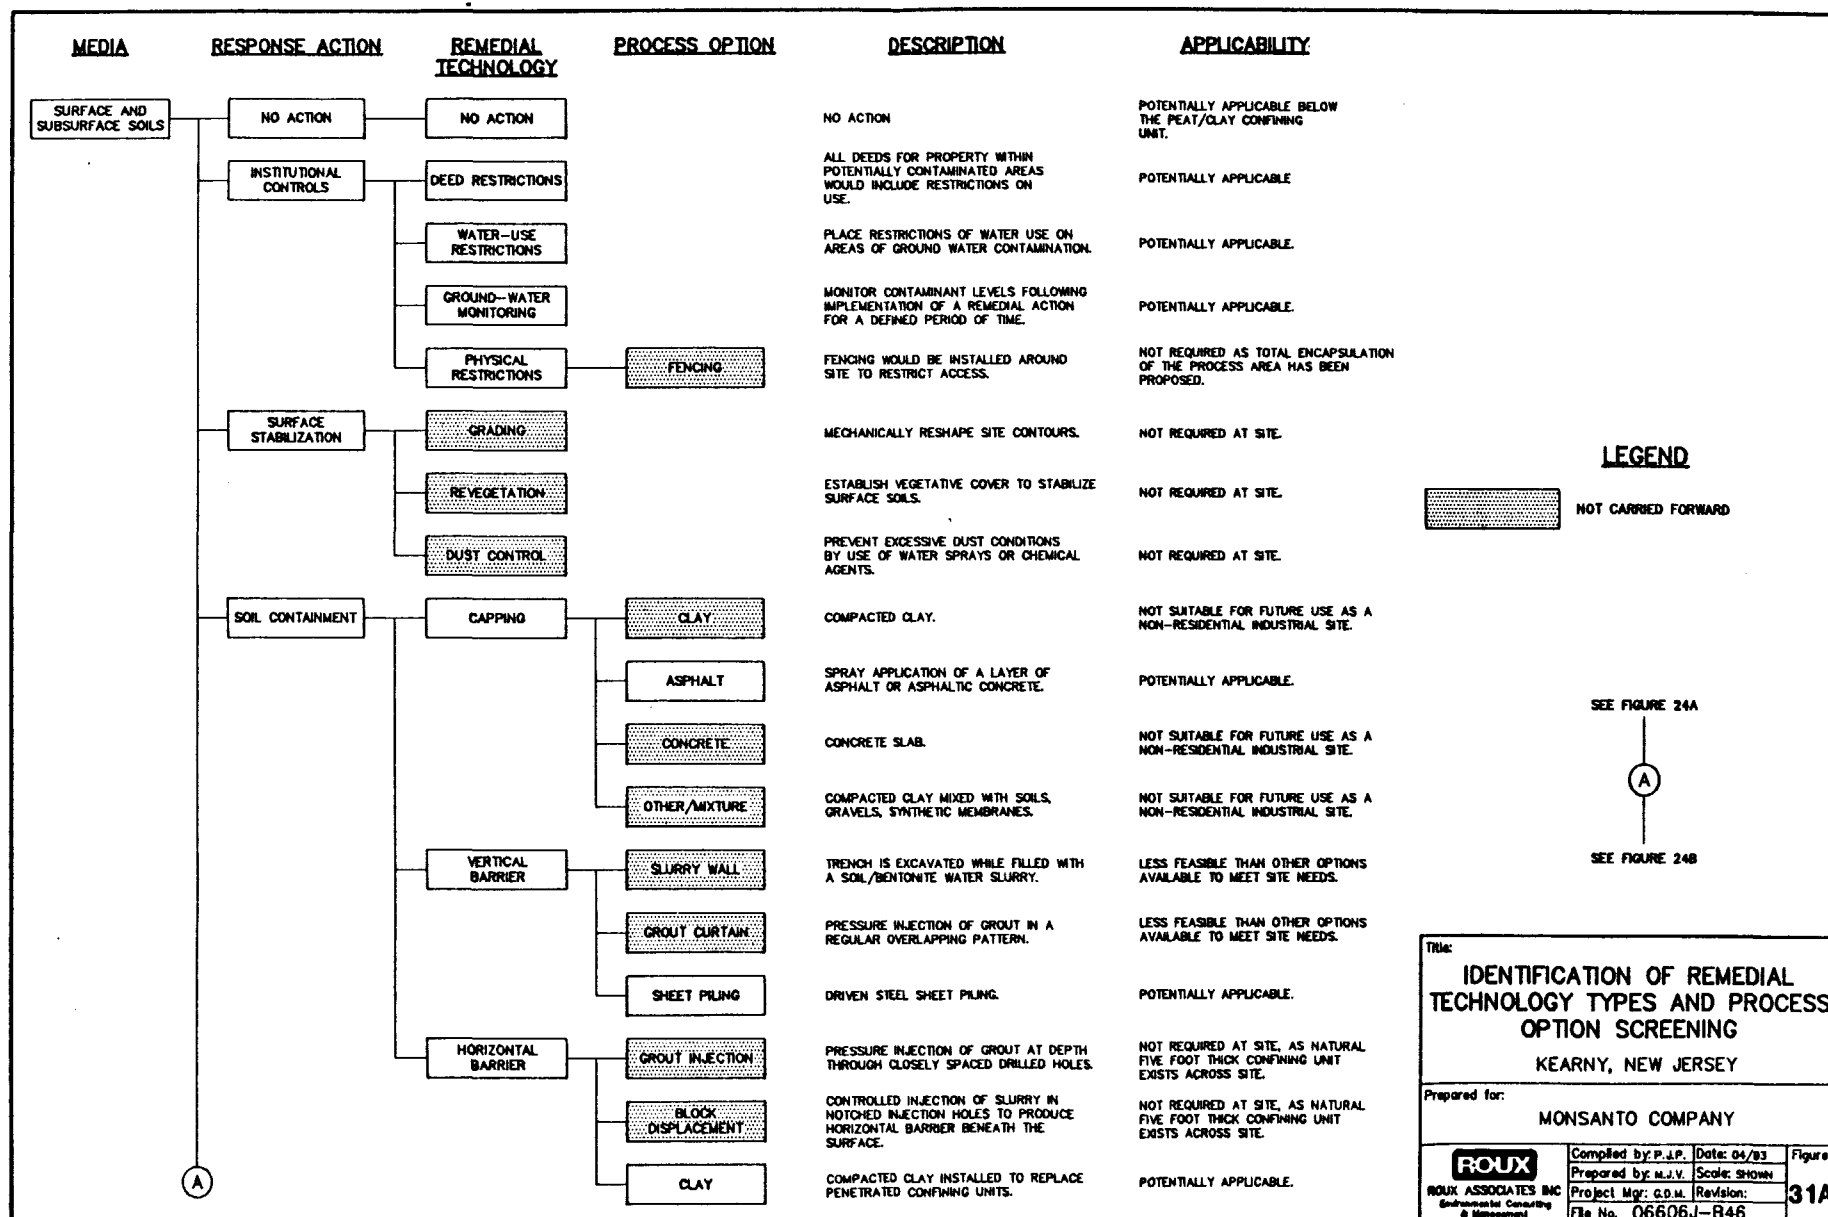 MEDIA
RESPONSE ACTION
REMEDIAL
TECHNOLOGY
PROCESS OPTION
DESCRIPTION
APPLICABILITY
SURFACE AND
SUBSURFACE SOILS
NO ACTION
NO ACTION
NO ACTION
POTENTIALLY APPLICABLE BELOW
THE PEAT/CLAY CONFINING
UNIT.
INSTITUTIONAL
CONTROLS
DEED RESTRICTIONS
ALL DEEDS FOR PROPERTY WITHIN
POTENTIALLY CONTAMINATED AREAS
WOULD INCLUDE RESTRICTIONS ON
USE.
POTENTIALLY APPLICABLE
WATER-USE
RESTRICTIONS
PLACE RESTRICTIONS OF WATER USE ON
AREAS OF GROUND WATER CONTAMINATION.
POTENTIALLY APPLICABLE.
GROUND-WATER
MONITORING
MONITOR CONTAMINANT LEVELS FOLLOWING
IMPLEMENTATION OF A REMEDIAL ACTION
FOR A DEFINED PERIOD OF TIME.
POTENTIALLY APPLICABLE.
PHYSICAL
RESTRICTIONS
FENCING
FENCING WOULD BE INSTALLED AROUND
SITE TO RESTRICT ACCESS.
NOT REQUIRED AS TOTAL ENCAPSULATION
OF THE PROCESS AREA HAS BEEN
PROPOSED.
SURFACE
STABILIZATION
GRADING
MECHANICALLY RESHAPE SITE CONTOURS.
NOT REQUIRED AT SITE.
REVEGETATION
ESTABLISH VEGETATIVE COVER TO STABILIZE
SURFACE SOILS.
NOT REQUIRED AT SITE.
DUST CONTROL
PREVENT EXCESSIVE DUST CONDITIONS
BY USE OF WATER SPRAYS OR CHEMICAL
AGENTS.
NOT REQUIRED AT SITE.
SOIL CONTAINMENT
CAPPING
CLAY
COMPACTED CLAY.
NOT SUITABLE FOR FUTURE USE AS A
NON-RESIDENTIAL INDUSTRIAL SITE.
ASPHALT
SPRAY APPLICATION OF A LAYER OF
ASPHALT OR ASPHALTIC CONCRETE.
POTENTIALLY APPLICABLE.
CONCRETE
CONCRETE SLAB.
NOT SUITABLE FOR FUTURE USE AS A
NON-RESIDENTIAL INDUSTRIAL SITE.
OTHER/MIXTURE
COMPACTED CLAY MIXED WITH SOILS,
GRAVELS, SYNTHETIC MEMBRANES.
NOT SUITABLE FOR FUTURE USE AS A
NON-RESIDENTIAL INDUSTRIAL SITE.
VERTICAL
BARRIER
SLURRY WALL
TRENCH IS EXCAVATED WHILE FILLED WITH
A SOIL/BENTONITE WATER SLURRY.
LESS FEASIBLE THAN OTHER OPTIONS
AVAILABLE TO MEET SITE NEEDS.
GROUT CURTAIN
PRESSURE INJECTION OF GROUT IN A
REGULAR OVERLAPPING PATTERN.
LESS FEASIBLE THAN OTHER OPTIONS
AVAILABLE TO MEET SITE NEEDS.
SHEET PILING
DRIVEN STEEL SHEET PILING.
POTENTIALLY APPLICABLE.
HORIZONTAL
BARRIER
GROUT INJECTION
PRESSURE INJECTION OF GROUT AT DEPTH
THROUGH CLOSELY SPACED DRILLED HOLES.
NOT REQUIRED AT SITE, AS NATURAL
FIVE FOOT THICK CONFINING UNIT
EXISTS ACROSS SITE.
BLOCK
DISPLACEMENT
CONTROLLED INJECTION OF SLURRY IN
NOTCHED INJECTION HOLES TO PRODUCE
HORIZONTAL BARRIER BENEATH THE
SURFACE.
NOT REQUIRED AT SITE, AS NATURAL
FIVE FOOT THICK CONFINING UNIT
EXISTS ACROSS SITE.
CLAY
COMPACTED CLAY INSTALLED TO REPLACE
PENETRATED CONFINING UNITS.
POTENTIALLY APPLICABLE.
A
LEGEND
NOT CARRIED FORWARD
SEE FIGURE 24A
A
SEE FIGURE 24B
Title:
IDENTIFICATION OF REMEDIAL
TECHNOLOGY TYPES AND PROCESS
OPTION SCREENING
KEARNY, NEW JERSEY
Prepared for:
MONSANTO COMPANY
ROUX
ROUX ASSOCIATES INC
Environmental Consulting
& Management
Compiled by: P.J.P.
Date: 04/93
Prepared by: M.J.V.
Scale: SHOWN
Project Mgr: G.D.M.
Revision:
File No. 06606J-B46
Figure
31A